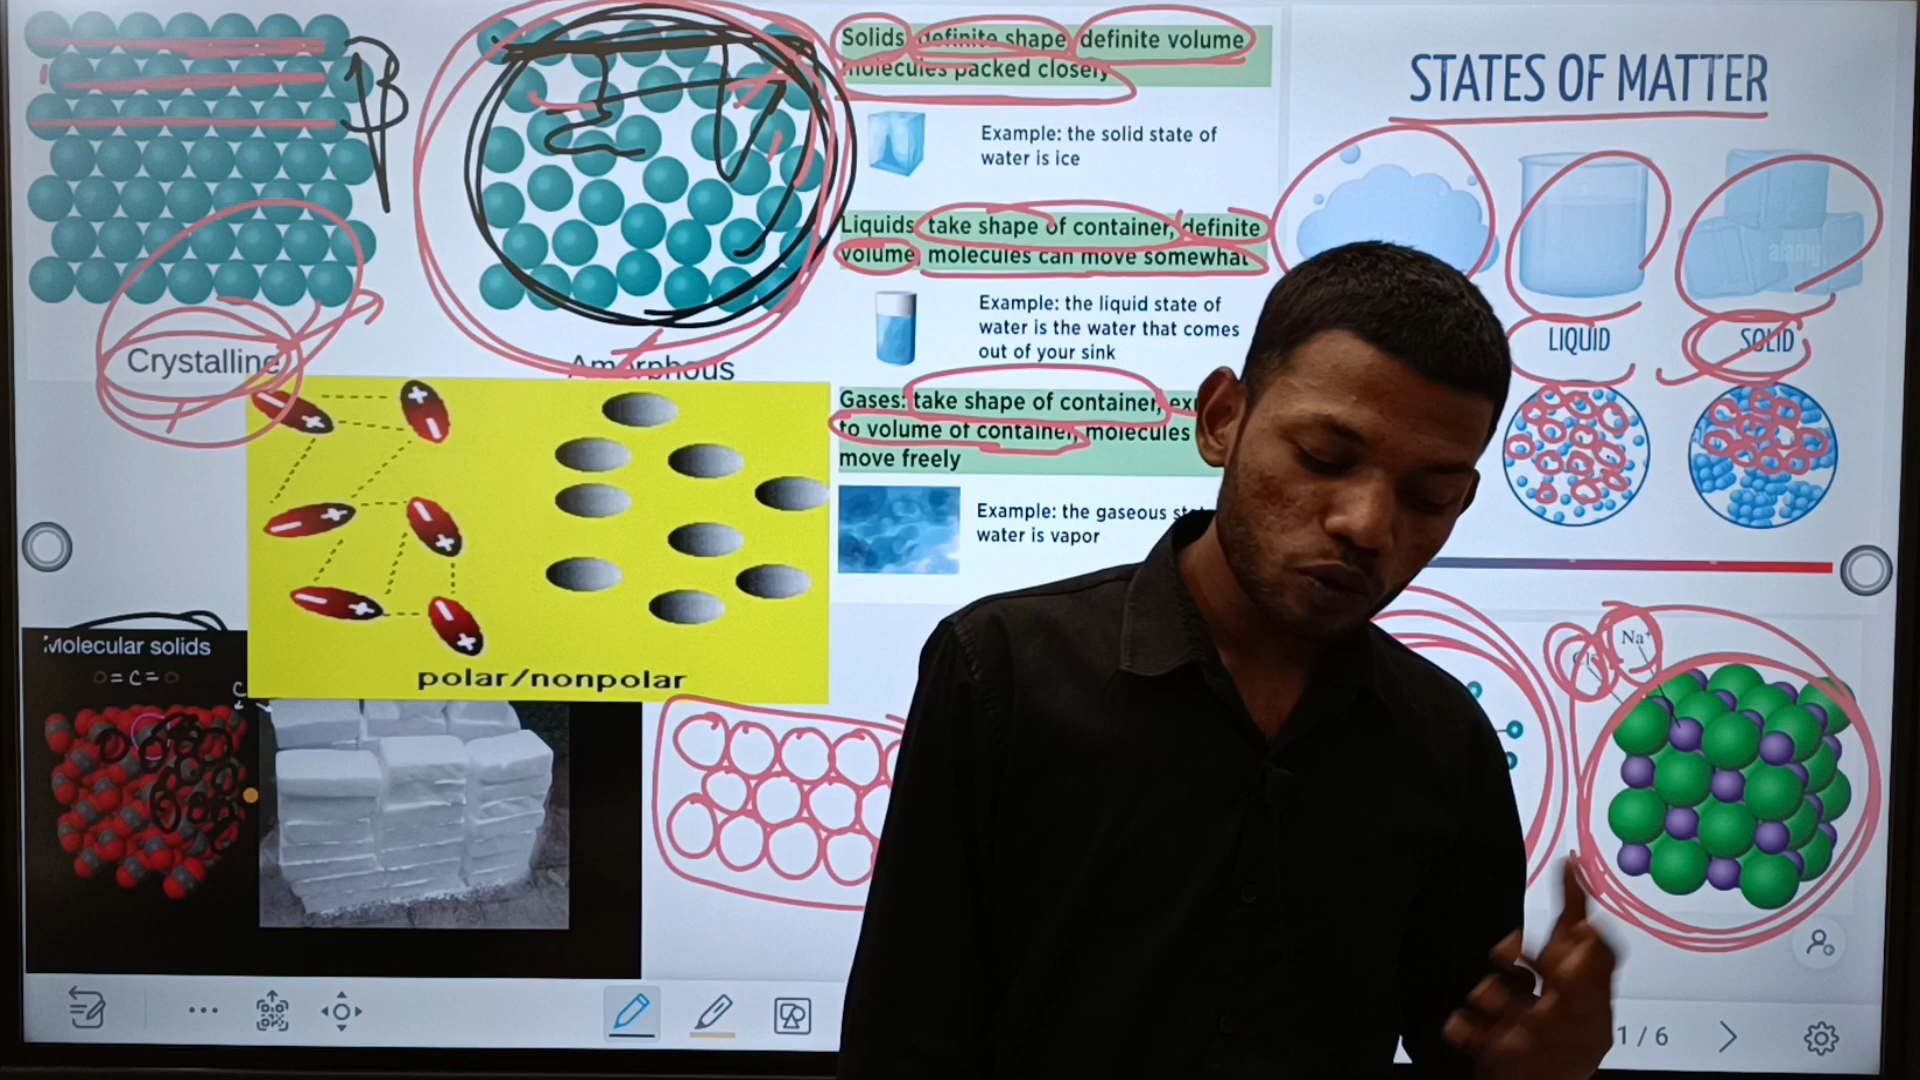 Crystalline
Amorphous
Solids definite shape definite volume
molecules packed closely
Example: the solid state of
water is ice
Liquids take shape of container, definite
volume, molecules can move somewhat
Example: the liquid state of
water is the water that comes
out of your sink
Gases: take shape of container,
to volume of container, molecules
move freely
Example: the gaseous
water is vapor
STATES OF MATTER
alamy
LIQUID
SOLID
polar/nonpolar
Molecular solids
O=C=O
Na+
1 / 6